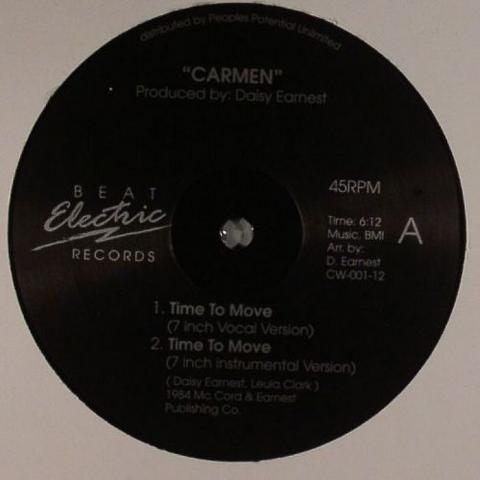 distributed by Peoples Potential Unlimited
"CARMEN"
Produced by: Daisy Earnest
BEAT
Electric
RECORDS
45RPM
Time: 6:12
Music. BMI
Arr. by:
D. Earnest
CW-001-12
A
1. Time To Move
(7 inch Vocal Version)
2. Time To Move
(7 inch instrumental Version)
( Daisy Earnest, Leula Clark )
1984 Mc Cord & Earnest
Publishing Co.